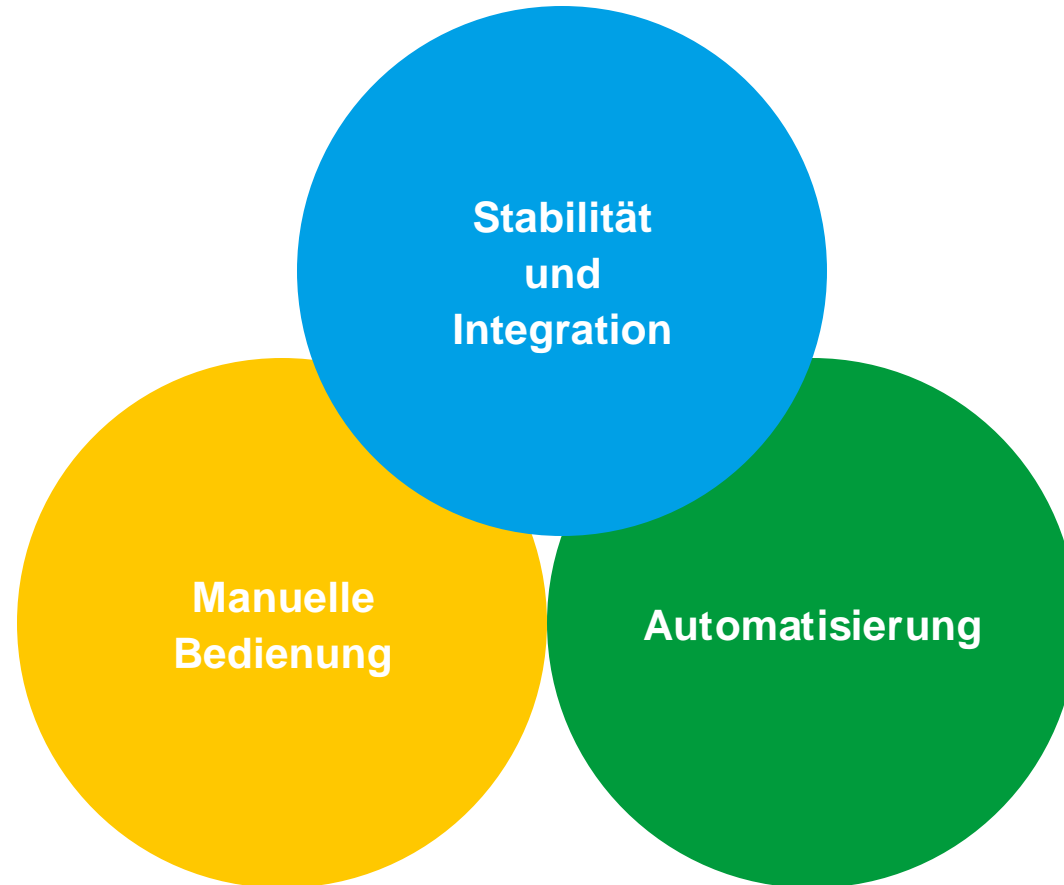 Stabilität
und
Integration
Manuelle
Bedienung
Automatisierung